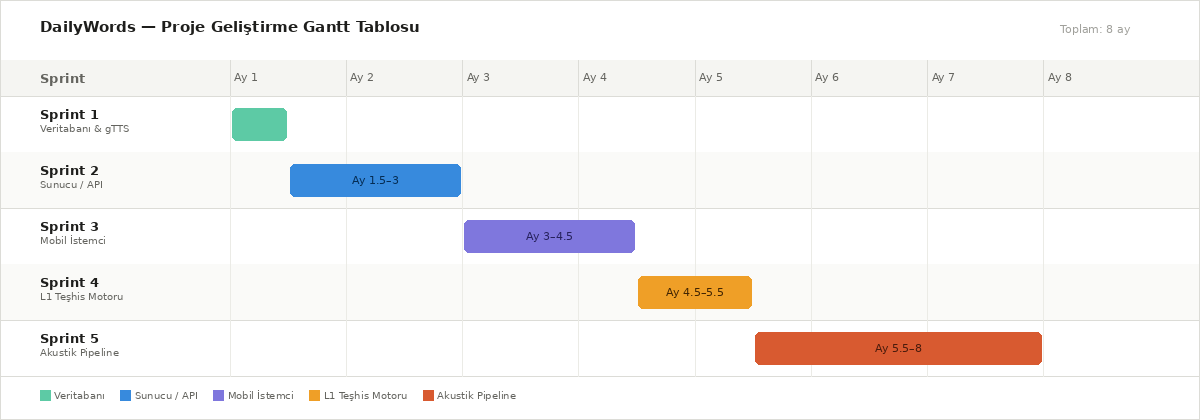 DailyWords — Proje Geliştirme Gantt Tablosu
Toplam: 8 ay
Sprint Ay 1 Ay 2 Ay 3 Ay 4 Ay 5 Ay 6 Ay 7 Ay 8
Sprint 1
Veritabanı & gTTS
Sprint 2
Sunucu / API
Ay 1.5–3
Sprint 3
Mobil İstemci
Ay 3–4.5
Sprint 4
L1 Teşhis Motoru
Ay 4.5–5.5
Sprint 5
Akustik Pipeline
Ay 5.5–8
Veritabanı Sunucu / API Mobil İstemci L1 Teşhis Motoru Akustik Pipeline